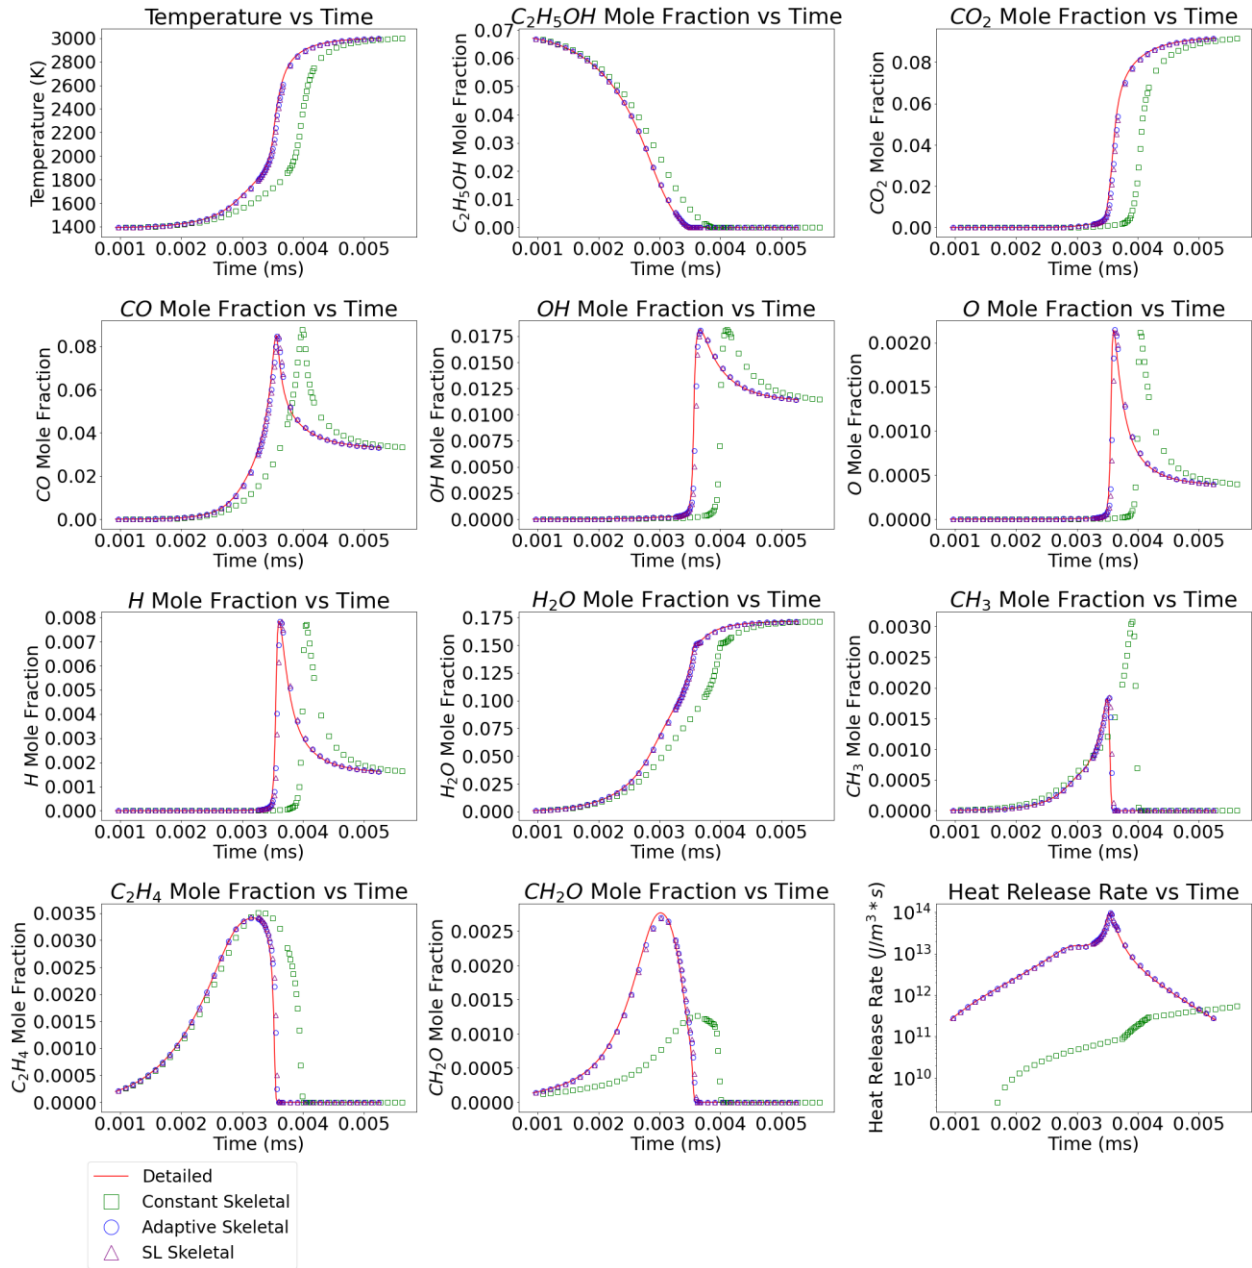 Temperature vs Time
3000
2800
2600
2400
2200
2000
1800
1600
1400
Temperature (K)
0.001 0.002 0.003 0.004 0.005
Time (ms)
C₂H₅OH Mole Fraction vs Time
0.07
0.06
0.05
0.04
0.03
0.02
0.01
0.00
C₂H₅OH Mole Fraction
0.001 0.002 0.003 0.004 0.005
Time (ms)
CO₂ Mole Fraction vs Time
0.08
0.06
0.04
0.02
0.00
CO₂ Mole Fraction
0.001 0.002 0.003 0.004 0.005
Time (ms)
CO Mole Fraction vs Time
0.08
0.06
0.04
0.02
0.00
CO Mole Fraction
0.001 0.002 0.003 0.004 0.005
Time (ms)
OH Mole Fraction vs Time
0.0175
0.0150
0.0125
0.0100
0.0075
0.0050
0.0025
0.0000
OH Mole Fraction
0.001 0.002 0.003 0.004 0.005
Time (ms)
O Mole Fraction vs Time
0.0020
0.0015
0.0010
0.0005
0.0000
O Mole Fraction
0.001 0.002 0.003 0.004 0.005
Time (ms)
H Mole Fraction vs Time
0.008
0.007
0.006
0.005
0.004
0.003
0.002
0.001
0.000
H Mole Fraction
0.001 0.002 0.003 0.004 0.005
Time (ms)
H₂O Mole Fraction vs Time
0.175
0.150
0.125
0.100
0.075
0.050
0.025
0.000
H₂O Mole Fraction
0.001 0.002 0.003 0.004 0.005
Time (ms)
CH₃ Mole Fraction vs Time
0.0030
0.0025
0.0020
0.0015
0.0010
0.0005
0.0000
CH₃ Mole Fraction
0.001 0.002 0.003 0.004 0.005
Time (ms)
C₂H₄ Mole Fraction vs Time
0.0035
0.0030
0.0025
0.0020
0.0015
0.0010
0.0005
0.0000
C₂H₄ Mole Fraction
0.001 0.002 0.003 0.004 0.005
Time (ms)
CH₂O Mole Fraction vs Time
0.0025
0.0020
0.0015
0.0010
0.0005
0.0000
CH₂O Mole Fraction
0.001 0.002 0.003 0.004 0.005
Time (ms)
Heat Release Rate vs Time
10¹⁴
10¹³
10¹²
10¹¹
10¹⁰
Heat Release Rate (J/m³ * s)
0.001 0.002 0.003 0.004 0.005
Time (ms)
Detailed
Constant Skeletal
Adaptive Skeletal
SL Skeletal